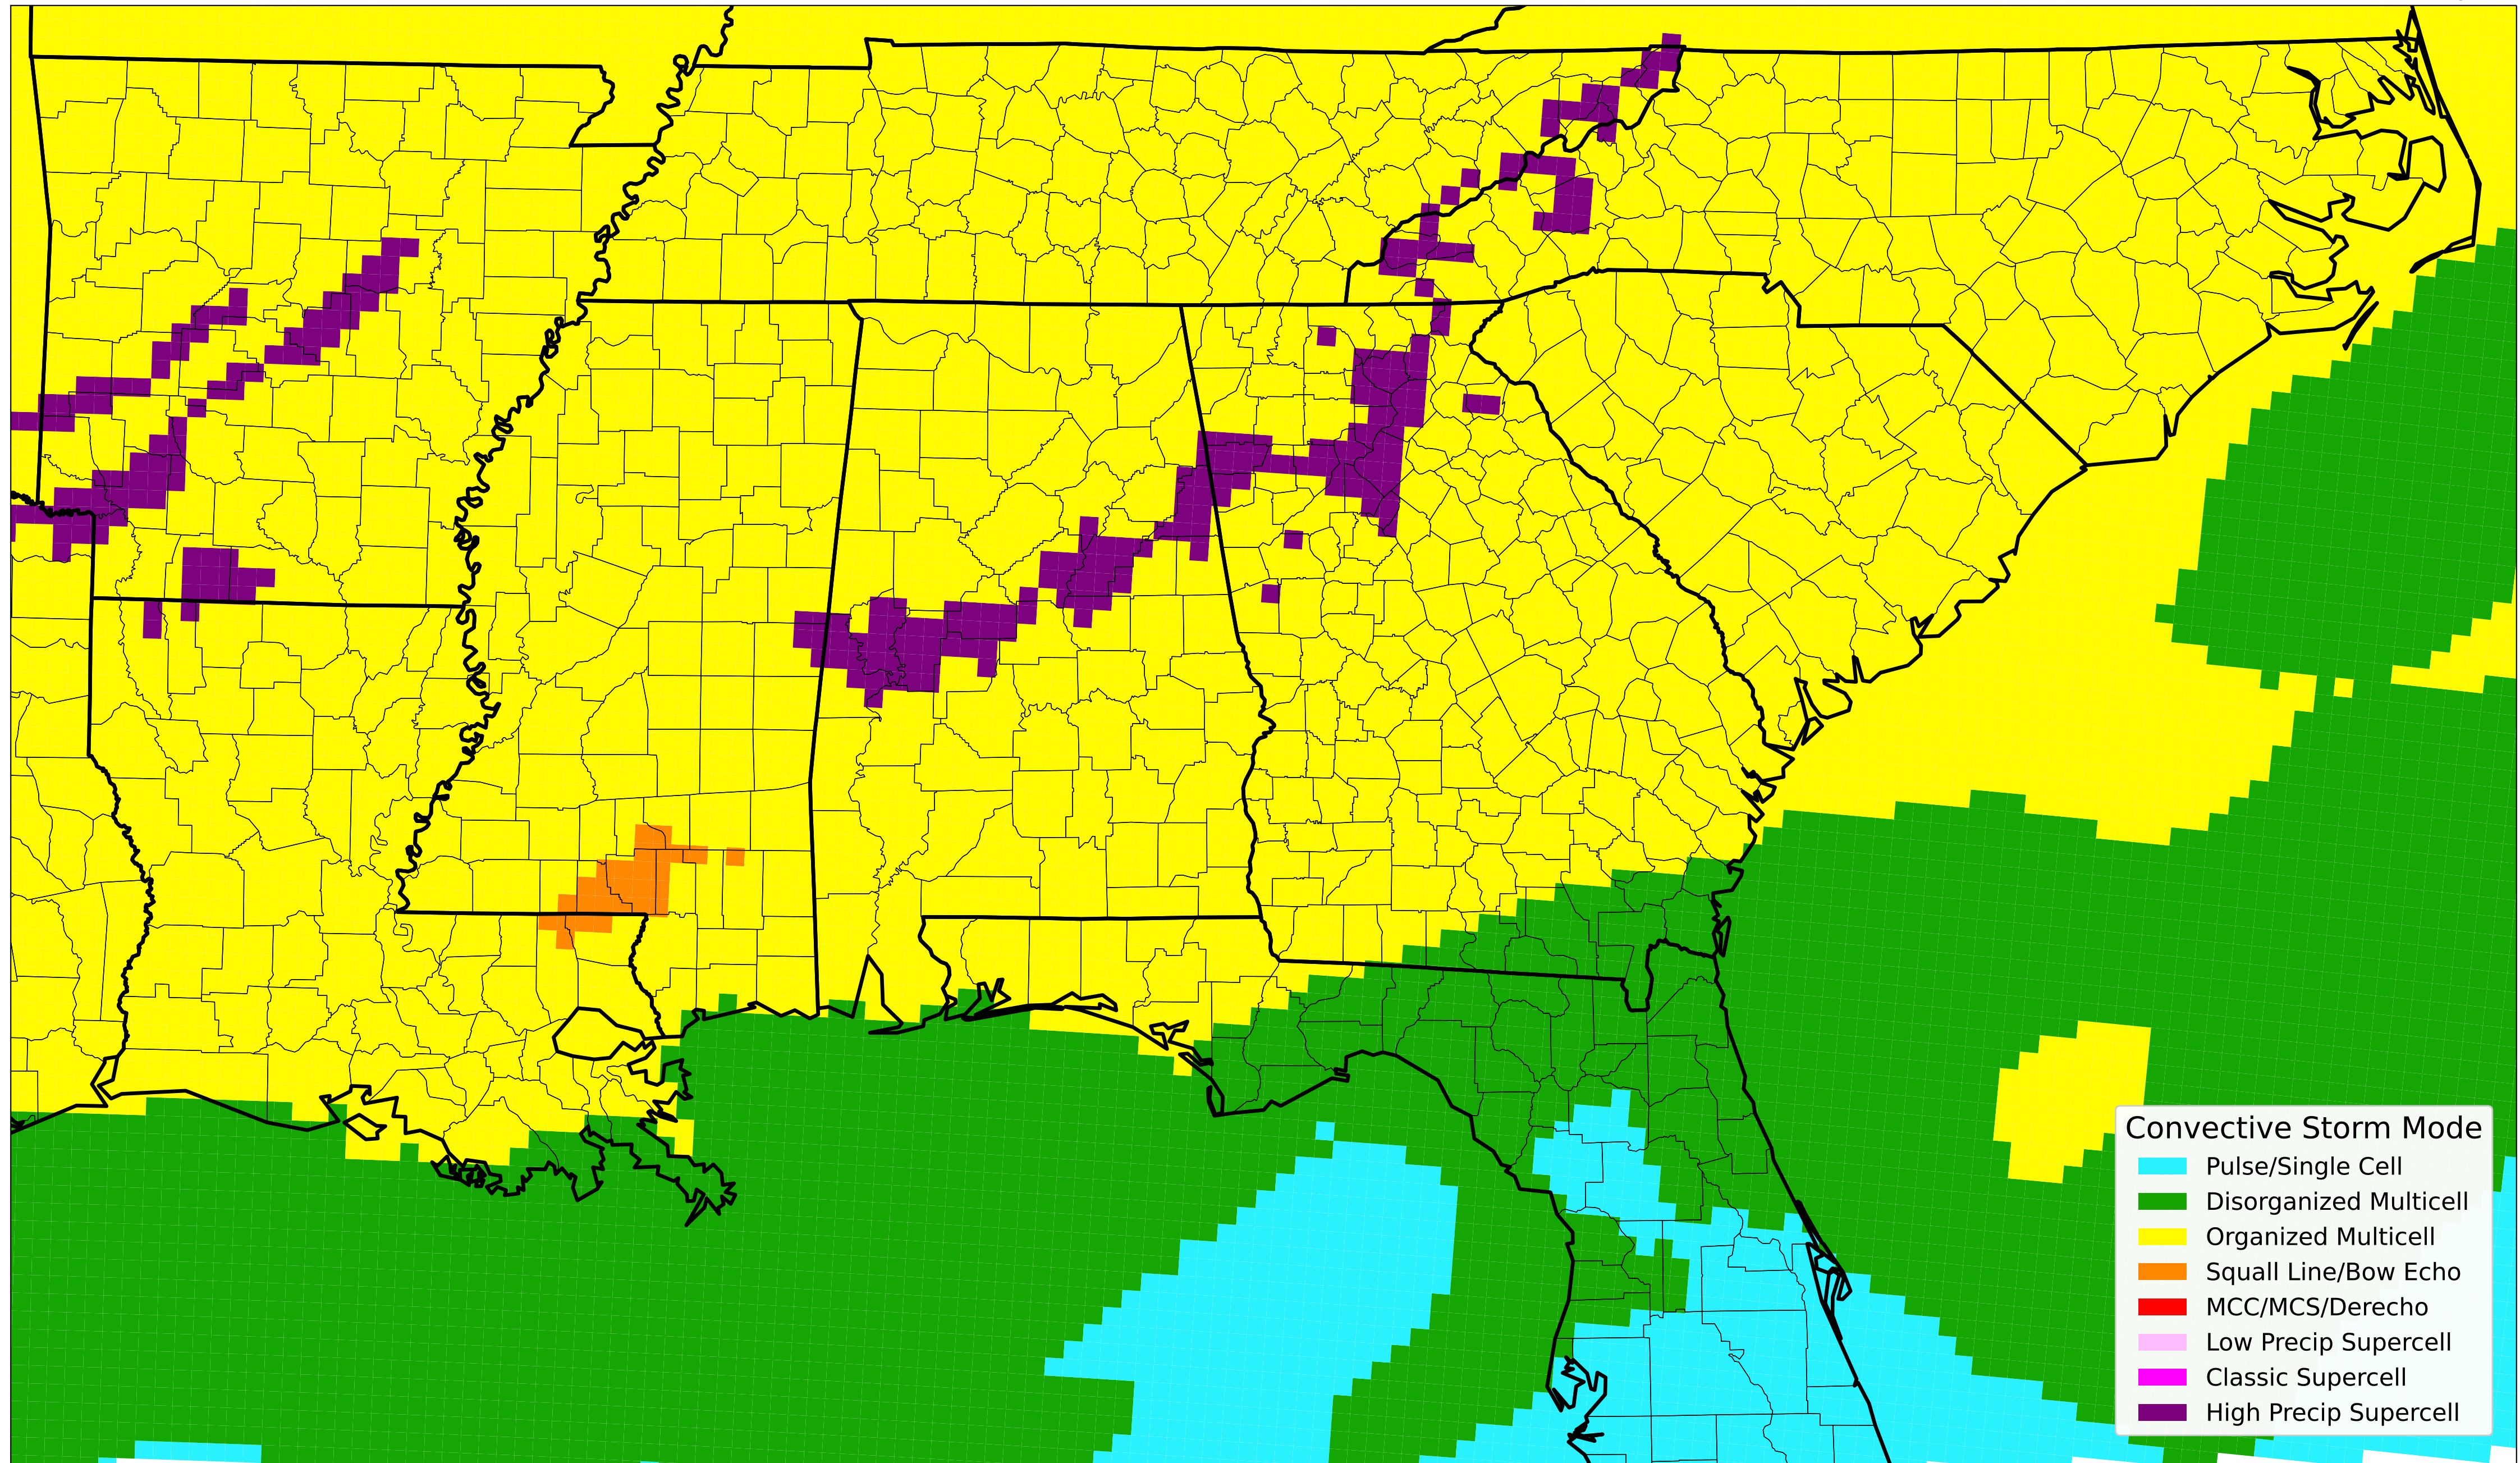 Convective Storm Mode
Pulse/Single Cell
Disorganized Multicell
Organized Multicell
Squall Line/Bow Echo
MCC/MCS/Derecho
Low Precip Supercell
Classic Supercell
High Precip Supercell